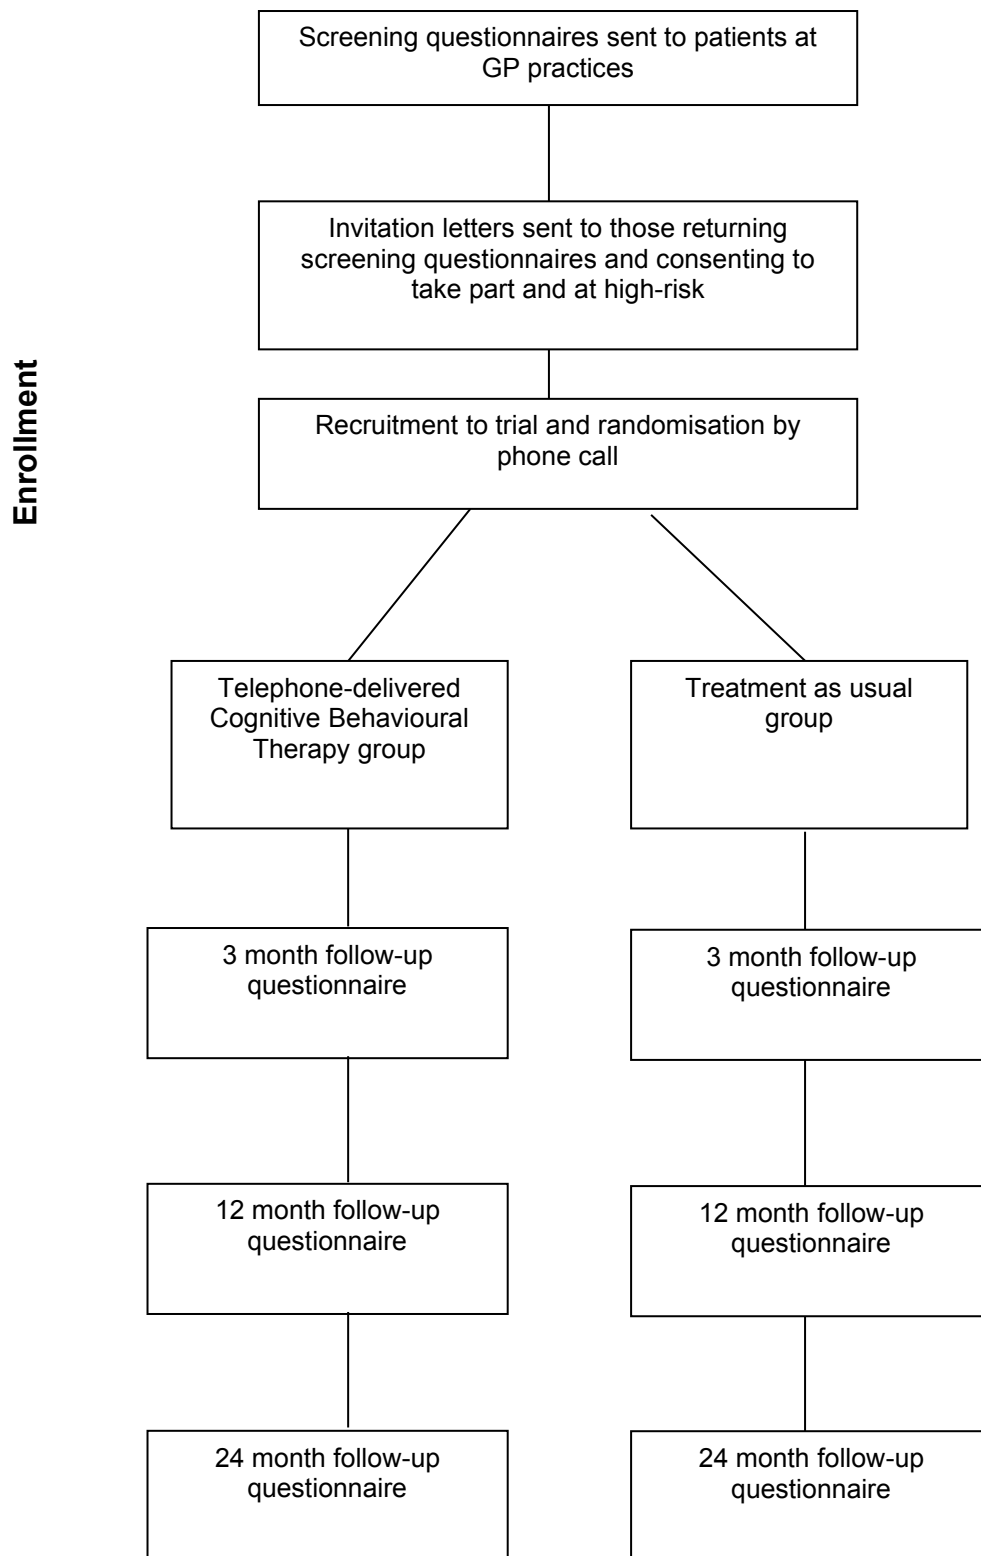 Screening questionnaires sent to patients at
GP practices
Invitation letters sent to those returning
screening questionnaires and consenting to
take part and at high-risk
Enrollment
Recruitment to trial and randomisation by
phone call
Telephone-delivered
Cognitive Behavioural
Therapy group
Treatment as usual
group
3 month follow-up
questionnaire
3 month follow-up
questionnaire
12 month follow-up
questionnaire
12 month follow-up
questionnaire
24 month follow-up
questionnaire
24 month follow-up
questionnaire